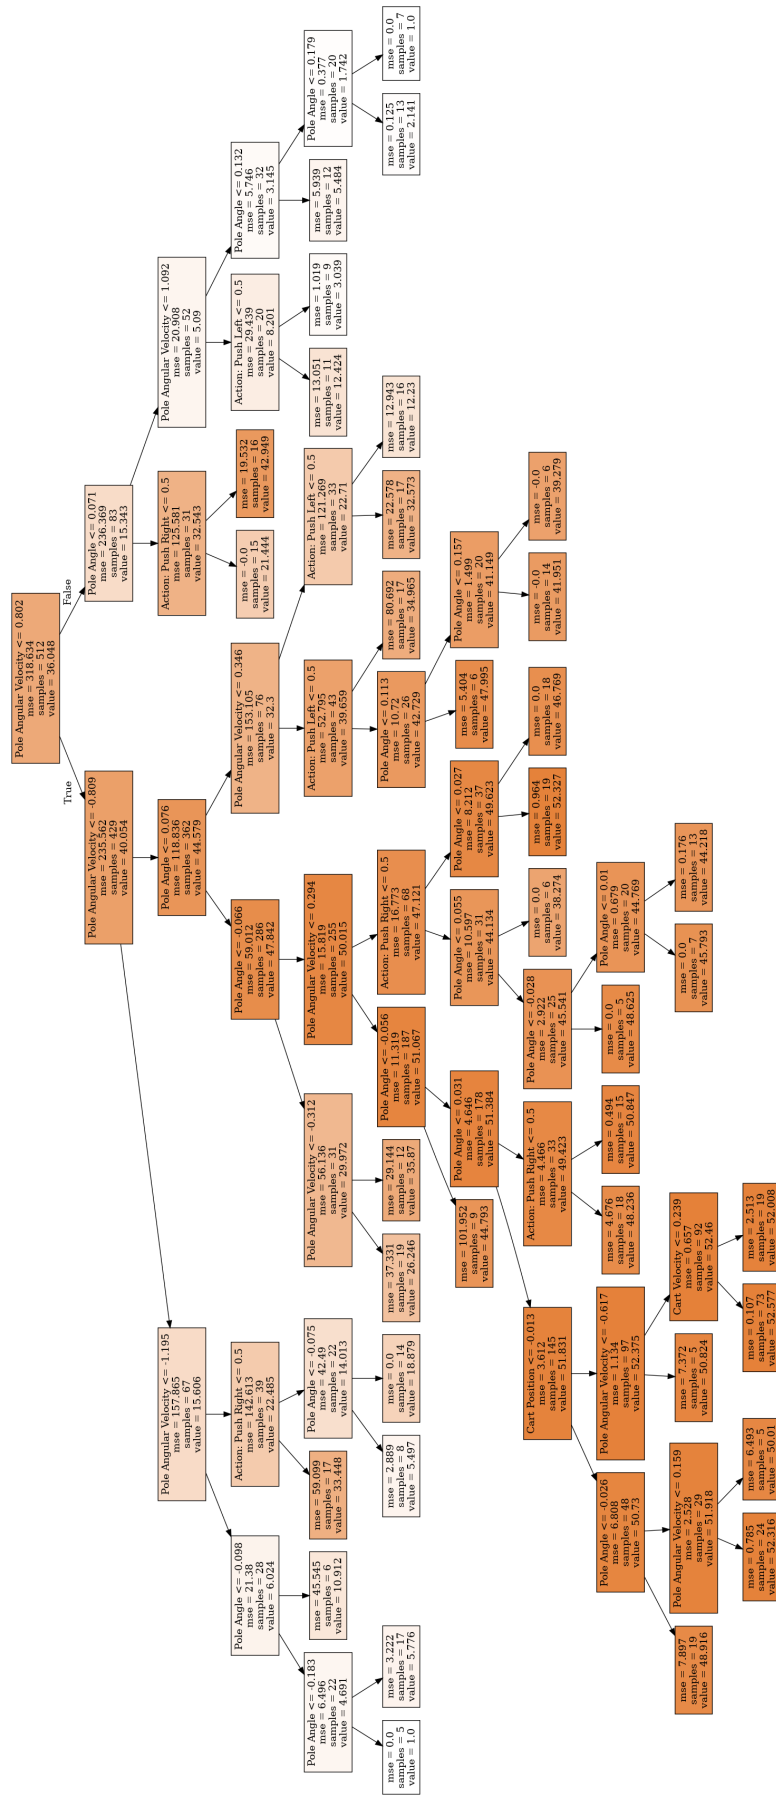 Pole Angular Velocity <= 0.802
mse = 318.634
samples = 512
value = 36.048
True
False
Pole Angular Velocity <= -0.809
mse = 235.562
samples = 429
value = 40.054
Pole Angle <= 0.071
mse = 236.369
samples = 83
value = 15.343
Pole Angular Velocity <= -1.195
mse = 157.865
samples = 67
value = 15.606
Pole Angle <= 0.076
mse = 118.836
samples = 362
value = 44.579
Action: Push Right <= 0.5
mse = 125.581
samples = 31
value = 32.543
Pole Angular Velocity <= 1.092
mse = 20.908
samples = 52
value = 5.09
Pole Angle <= -0.098
mse = 21.38
samples = 28
value = 6.024
Action: Push Right <= 0.5
mse = 142.613
samples = 39
value = 22.485
Pole Angle <= -0.066
mse = 59.012
samples = 286
value = 47.842
Pole Angular Velocity <= 0.346
mse = 153.105
samples = 76
value = 32.3
mse = -0.0
samples = 15
value = 21.444
mse = 19.532
samples = 16
value = 42.949
Action: Push Left <= 0.5
mse = 29.439
samples = 20
value = 8.201
Pole Angle <= 0.132
mse = 5.746
samples = 32
value = 3.145
Pole Angle <= -0.183
mse = 6.496
samples = 22
value = 4.691
mse = 45.545
samples = 6
value = 10.912
mse = 59.099
samples = 17
value = 33.448
Pole Angle <= -0.075
mse = 42.49
samples = 22
value = 14.013
Pole Angular Velocity <= -0.312
mse = 56.136
samples = 31
value = 29.972
Pole Angular Velocity <= 0.294
mse = 15.819
samples = 255
value = 50.015
Action: Push Left <= 0.5
mse = 52.795
samples = 43
value = 39.659
Action: Push Left <= 0.5
mse = 121.269
samples = 33
value = 22.71
mse = 13.051
samples = 11
value = 12.424
mse = 1.019
samples = 9
value = 3.039
mse = 5.939
samples = 12
value = 5.484
Pole Angle <= 0.179
mse = 0.377
samples = 20
value = 1.742
mse = 0.0
samples = 5
value = 1.0
mse = 3.222
samples = 17
value = 5.776
mse = 2.889
samples = 8
value = 5.497
mse = 0.0
samples = 14
value = 18.879
mse = 37.331
samples = 19
value = 26.246
mse = 29.144
samples = 12
value = 35.87
Pole Angle <= -0.056
mse = 11.319
samples = 187
value = 51.067
Action: Push Right <= 0.5
mse = 16.773
samples = 68
value = 47.121
Pole Angle <= 0.113
mse = 10.72
samples = 26
value = 42.729
mse = 80.692
samples = 17
value = 34.965
mse = 22.578
samples = 17
value = 32.573
mse = 12.943
samples = 16
value = 12.23
mse = 0.125
samples = 13
value = 2.141
mse = 0.0
samples = 7
value = 1.0
mse = 101.952
samples = 9
value = 44.793
Pole Angle <= 0.031
mse = 4.646
samples = 178
value = 51.384
Pole Angle <= 0.055
mse = 10.597
samples = 31
value = 44.134
Pole Angle <= 0.027
mse = 8.212
samples = 37
value = 49.623
mse = 5.404
samples = 6
value = 47.995
Pole Angle <= 0.157
mse = 1.499
samples = 20
value = 41.149
Cart Position <= -0.013
mse = 3.612
samples = 145
value = 51.831
Action: Push Right <= 0.5
mse = 4.466
samples = 33
value = 49.423
Pole Angle <= -0.028
mse = 2.922
samples = 25
value = 45.541
mse = 0.0
samples = 6
value = 38.274
mse = 0.964
samples = 19
value = 52.327
mse = 0.0
samples = 18
value = 46.769
mse = -0.0
samples = 14
value = 41.951
mse = -0.0
samples = 6
value = 39.279
Pole Angle <= -0.026
mse = 6.808
samples = 48
value = 50.73
Pole Angular Velocity <= -0.617
mse = 1.134
samples = 97
value = 52.375
mse = 4.676
samples = 18
value = 48.236
mse = 0.494
samples = 15
value = 50.847
mse = 0.0
samples = 5
value = 48.625
Pole Angle <= 0.01
mse = 0.679
samples = 20
value = 44.769
mse = 7.897
samples = 19
value = 48.916
Pole Angular Velocity <= 0.159
mse = 2.528
samples = 29
value = 51.918
mse = 7.372
samples = 5
value = 50.824
Cart Velocity <= 0.239
mse = 0.657
samples = 92
value = 52.46
mse = 0.0
samples = 7
value = 45.793
mse = 0.176
samples = 13
value = 44.218
mse = 0.785
samples = 24
value = 52.316
mse = 6.493
samples = 5
value = 50.01
mse = 0.107
samples = 73
value = 52.577
mse = 2.513
samples = 19
value = 52.008